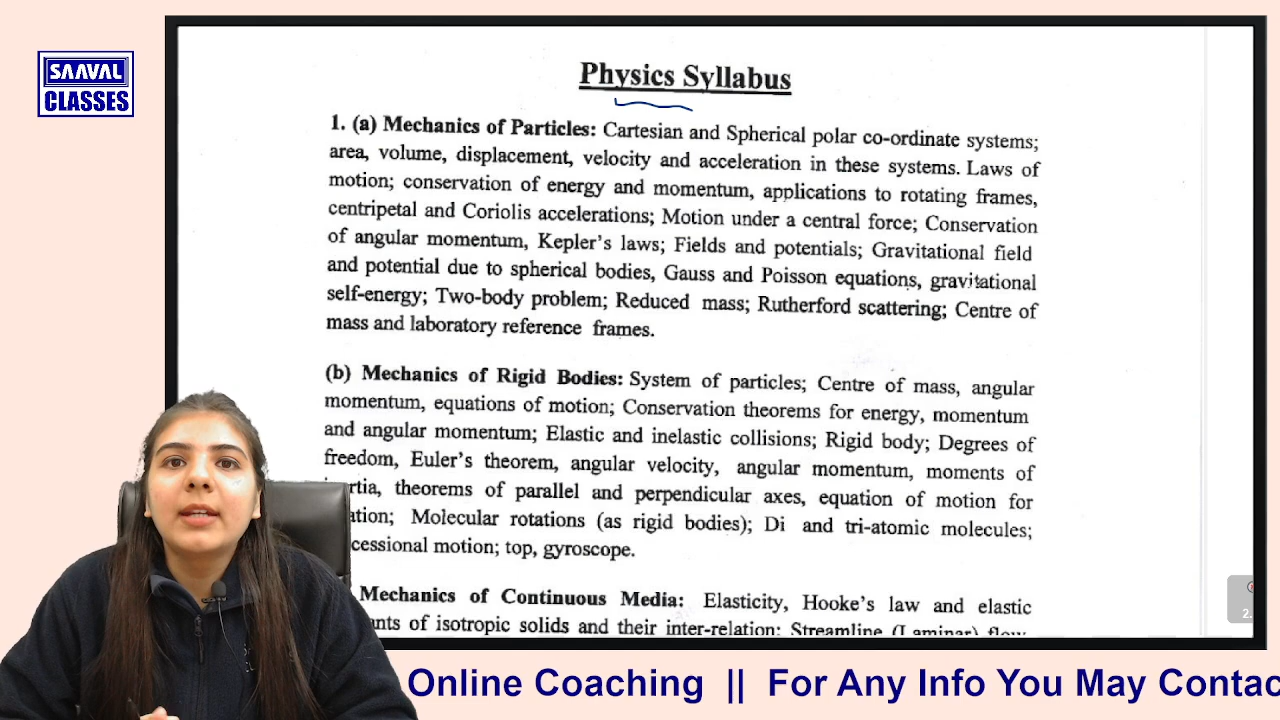 SAAVAL
CLASSES
Physics Syllabus
1. (a) Mechanics of Particles: Cartesian and Spherical polar co-ordinate systems;
area, volume, displacement, velocity and acceleration in these systems. Laws of
motion; conservation of energy and momentum, applications to rotating frames,
centripetal and Coriolis accelerations; Motion under a central force; Conservation
of angular momentum, Kepler's laws; Fields and potentials; Gravitational field
and potential due to spherical bodies, Gauss and Poisson equations, gravitational
self-energy; Two-body problem; Reduced mass; Rutherford scattering; Centre of
mass and laboratory reference frames.
(b) Mechanics of Rigid Bodies: System of particles; Centre of mass, angular
momentum, equations of motion; Conservation theorems for energy, momentum
and angular momentum; Elastic and inelastic collisions; Rigid body; Degrees of
freedom, Euler's theorem, angular velocity, angular momentum, moments of
rtia, theorems of parallel and perpendicular axes, equation of motion for
ation; Molecular rotations (as rigid bodies); Di and tri-atomic molecules;
cessional motion; top, gyroscope.
Mechanics of Continuous Media: Elasticity, Hooke's law and elastic
nts of isotropic solids and their inter-relation; Streamline (Laminar) flow,
2.
Online Coaching || For Any Info You May Contac